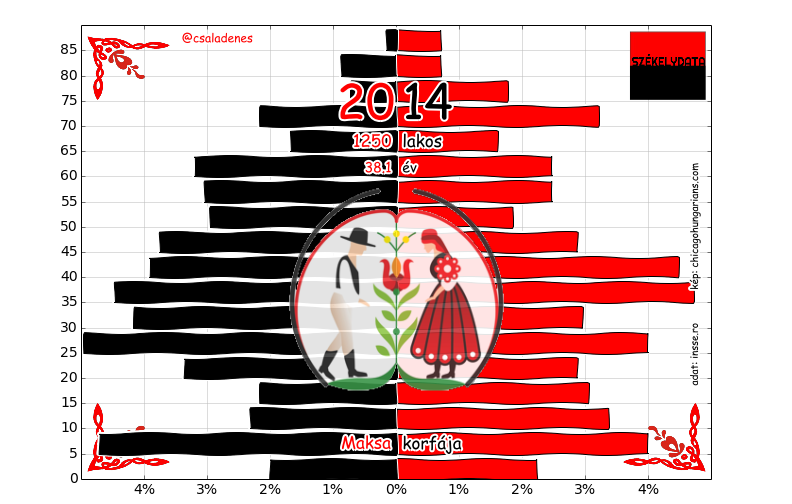 @csaladenes
SZÉKELYDATA
2014
1250 lakos
38.1 év
kép: chicagohungarians.com
adat: insse.ro
Maksa korfája
85
80
75
70
65
60
55
50
45
40
35
30
25
20
15
10
5
0
4% 3% 2% 1% 0% 1% 2% 3% 4%